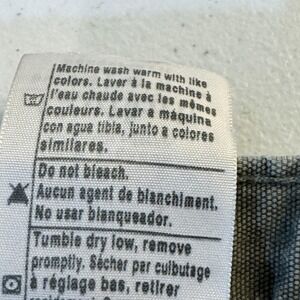 Machine wash warm with like
colors. Laver à la machine à
l'eau chaude avec les mêmes
couleurs. Lavar a máquina
con agua tibia, junto a colores
similares.
Do not bleach.
Aucun agent de blanchiment.
No usar blanqueador.
Tumble dry low, remove
promptly. Sécher par culbutage
à réglage bas, retirer